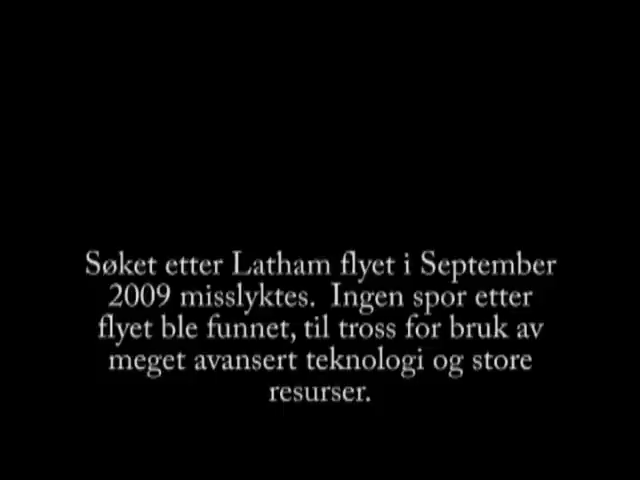 Søket etter Latham flyet i September
2009 misslyktes.  Ingen spor etter
flyet ble funnet, til tross for bruk av
meget avansert teknologi og store
resurser.